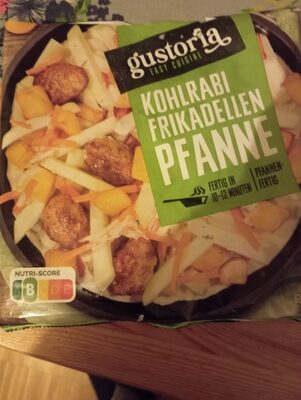 gustoria
EASY CUISINE
KOHLRABI
FRIKADELLEN
PFANNE
FERTIG IN
10-12 MINUTEN
PFANNEN-
FERTIG
NUTRI-SCORE
A B C D E